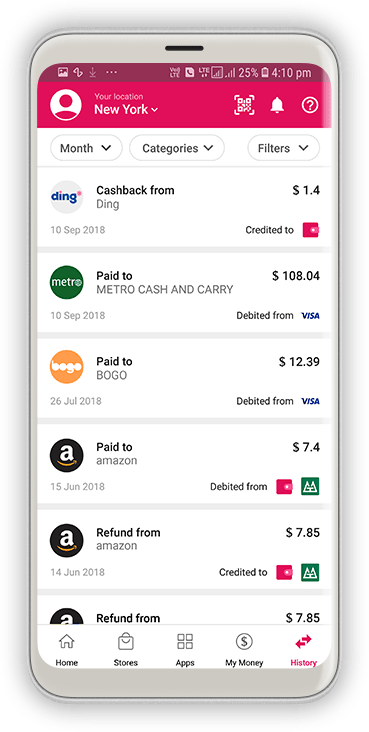 VoJ) LTE LTE 25% 4:10 pm
Your location
New York
Month Categories Filters
ding
Cashback from $ 1.4
Ding
10 Sep 2018 Credited to
metro
Paid to $ 108.04
METRO CASH AND CARRY
10 Sep 2018 Debited from VISA
bogo
Paid to $ 12.39
BOGO
26 Jul 2018 Debited from VISA
a
Paid to $ 7.4
amazon
15 Jun 2018 Debited from
a
Refund from $ 7.85
amazon
14 Jun 2018 Credited to
a
Refund from $ 7.85
Home Stores Apps My Money History